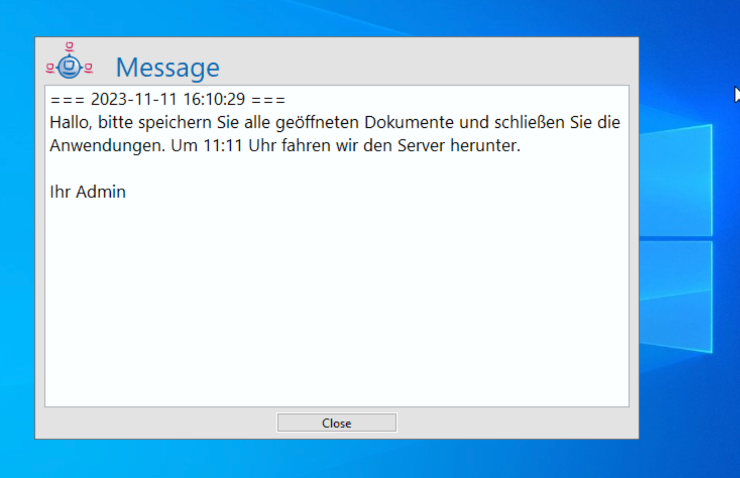 Message
=== 2023-11-11 16:10:29 ===
Hallo, bitte speichern Sie alle geöffneten Dokumente und schließen Sie die
Anwendungen. Um 11:11 Uhr fahren wir den Server herunter.
Ihr Admin
Close